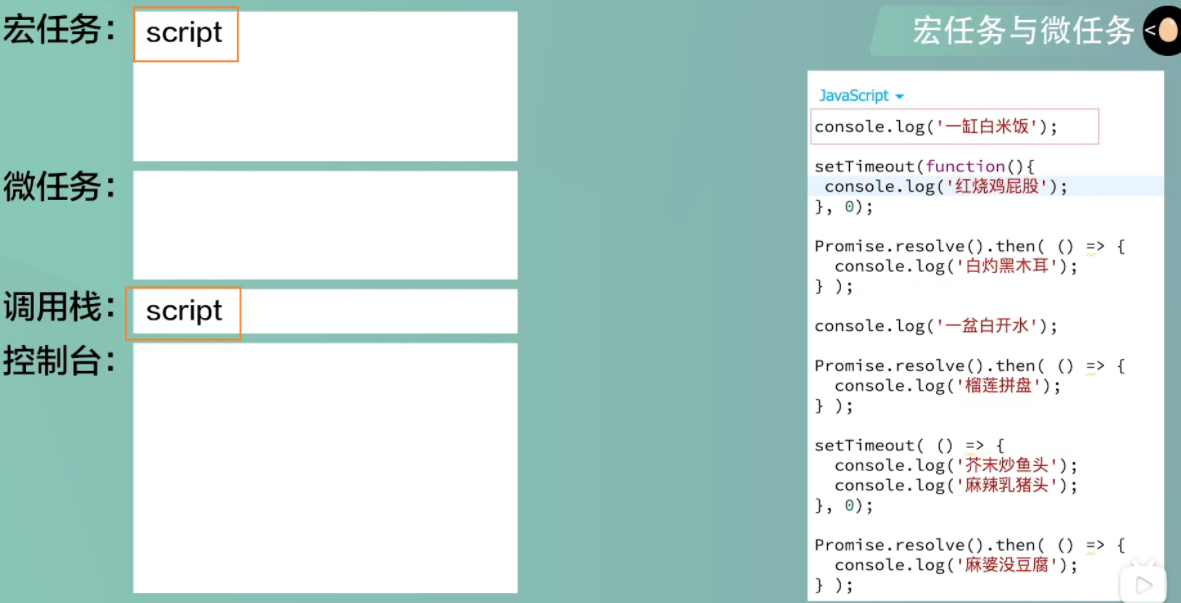 宏任务：
script
微任务：
调用栈：
script
控制台：
宏任务与微任务
<
JavaScript
console.log('一缸白米饭');
setTimeout(function(){
console.log('红烧鸡屁股');
}, 0);
Promise.resolve().then( () => {
console.log('白灼黑木耳');
} );
console.log('一盆白开水');
Promise.resolve().then( () => {
console.log('榴莲拼盘');
} );
setTimeout( () => {
console.log('芥末炒鱼头');
console.log('麻辣乳猪头');
}, 0);
Promise.resolve().then( () => {
console.log('麻婆没豆腐');
} );